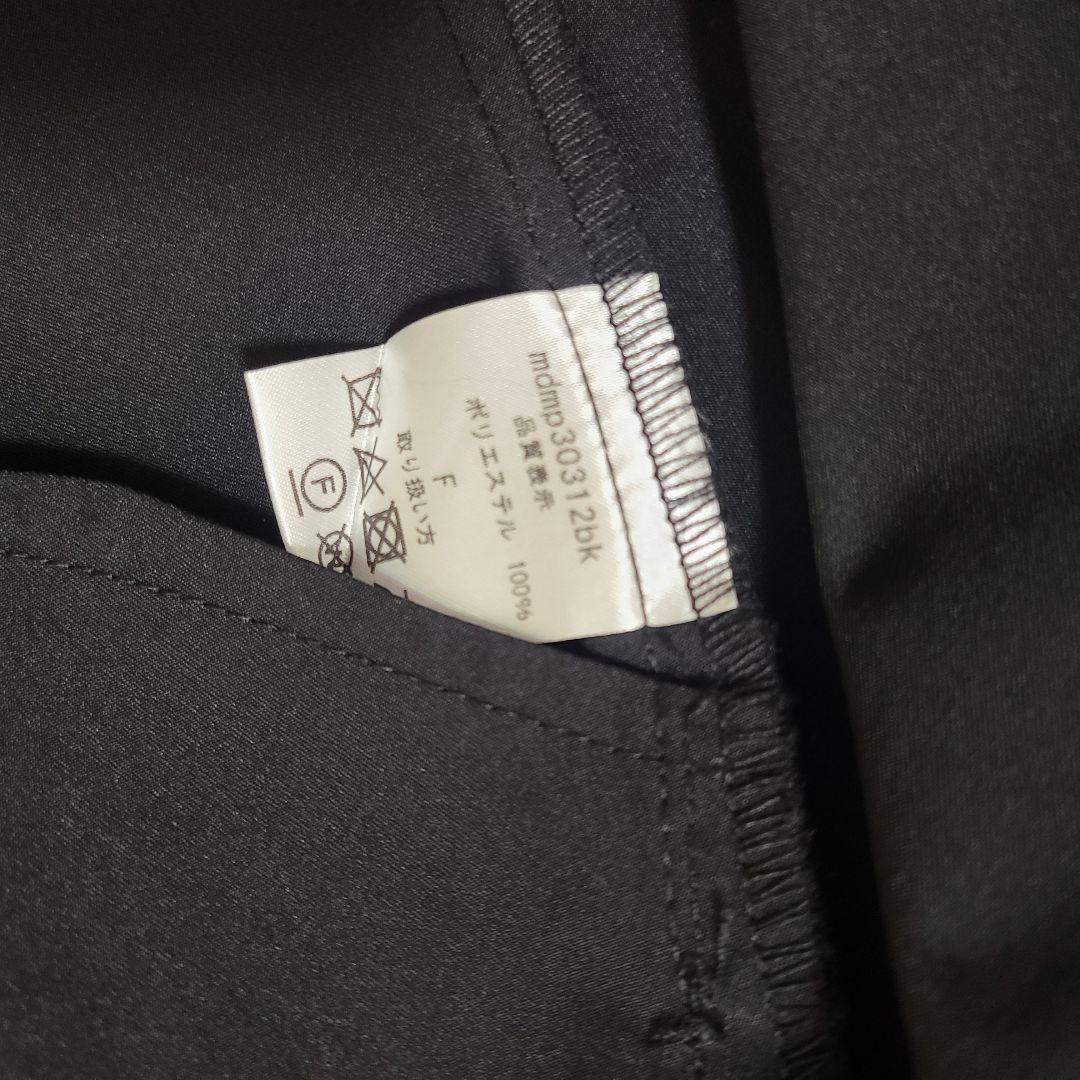 mdmp30312bk
品質表示
ポリエステル 100%
F
取り扱い方
F